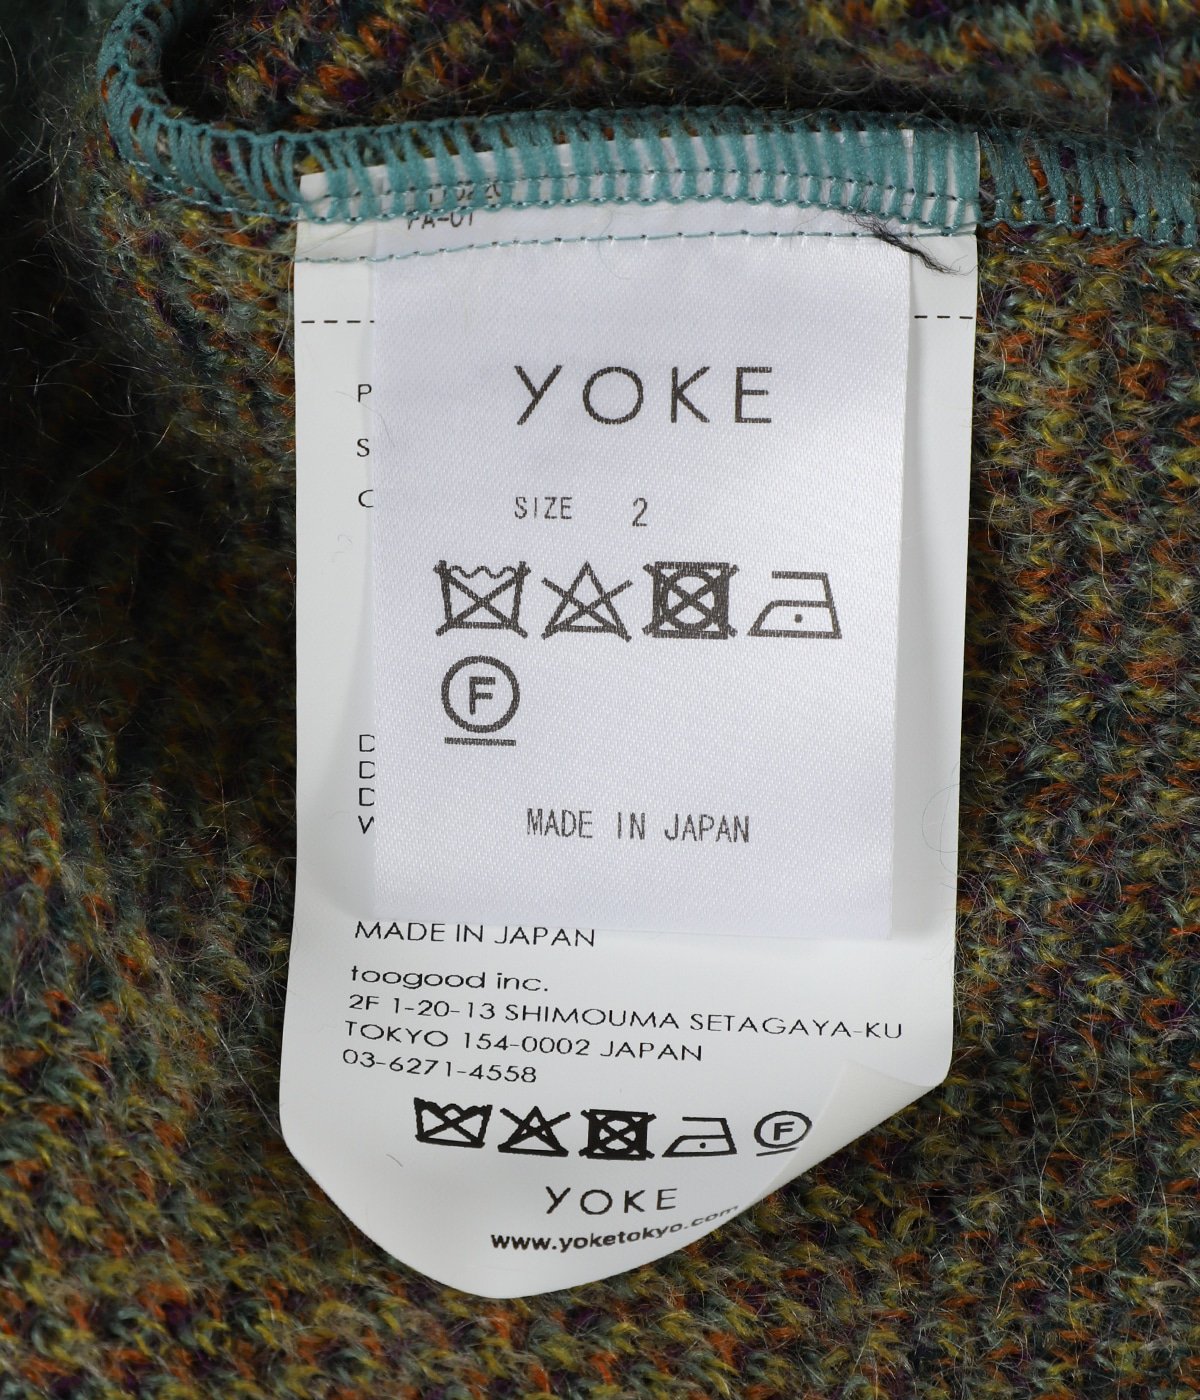 YOKE
SIZE 2
F
MADE IN JAPAN
P
S
C
D
D
D
V
MADE IN JAPAN
toogood inc.
2F 1-20-13 SHIMOUMA SETAGAYA-KU
TOKYO 154-0002 JAPAN
03-6271-4558
F
YOKE
www.yoketokyo.com